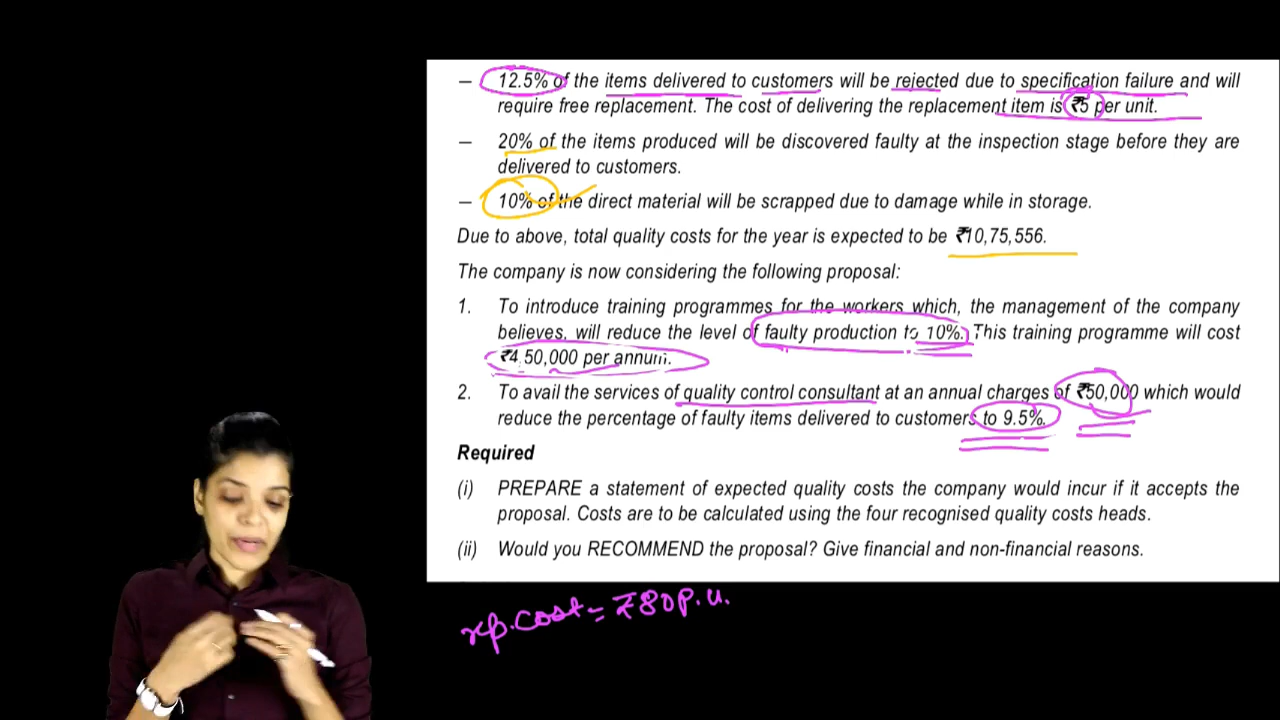 – 12.5% of the items delivered to customers will be rejected due to specification failure and will
require free replacement. The cost of delivering the replacement item is ₹5 per unit.
– 20% of the items produced will be discovered faulty at the inspection stage before they are
delivered to customers.
– 10% of the direct material will be scrapped due to damage while in storage.
Due to above, total quality costs for the year is expected to be ₹10,75,556.
The company is now considering the following proposal:
1. To introduce training programmes for the workers which, the management of the company
believes, will reduce the level of faulty production to 10%. This training programme will cost
₹4,50,000 per annum.
2. To avail the services of quality control consultant at an annual charges of ₹50,000 which would
reduce the percentage of faulty items delivered to customers to 9.5%.
Required
(i) PREPARE a statement of expected quality costs the company would incur if it accepts the
proposal. Costs are to be calculated using the four recognised quality costs heads.
(ii) Would you RECOMMEND the proposal? Give financial and non-financial reasons.
rep. cost = ₹80 p.u.